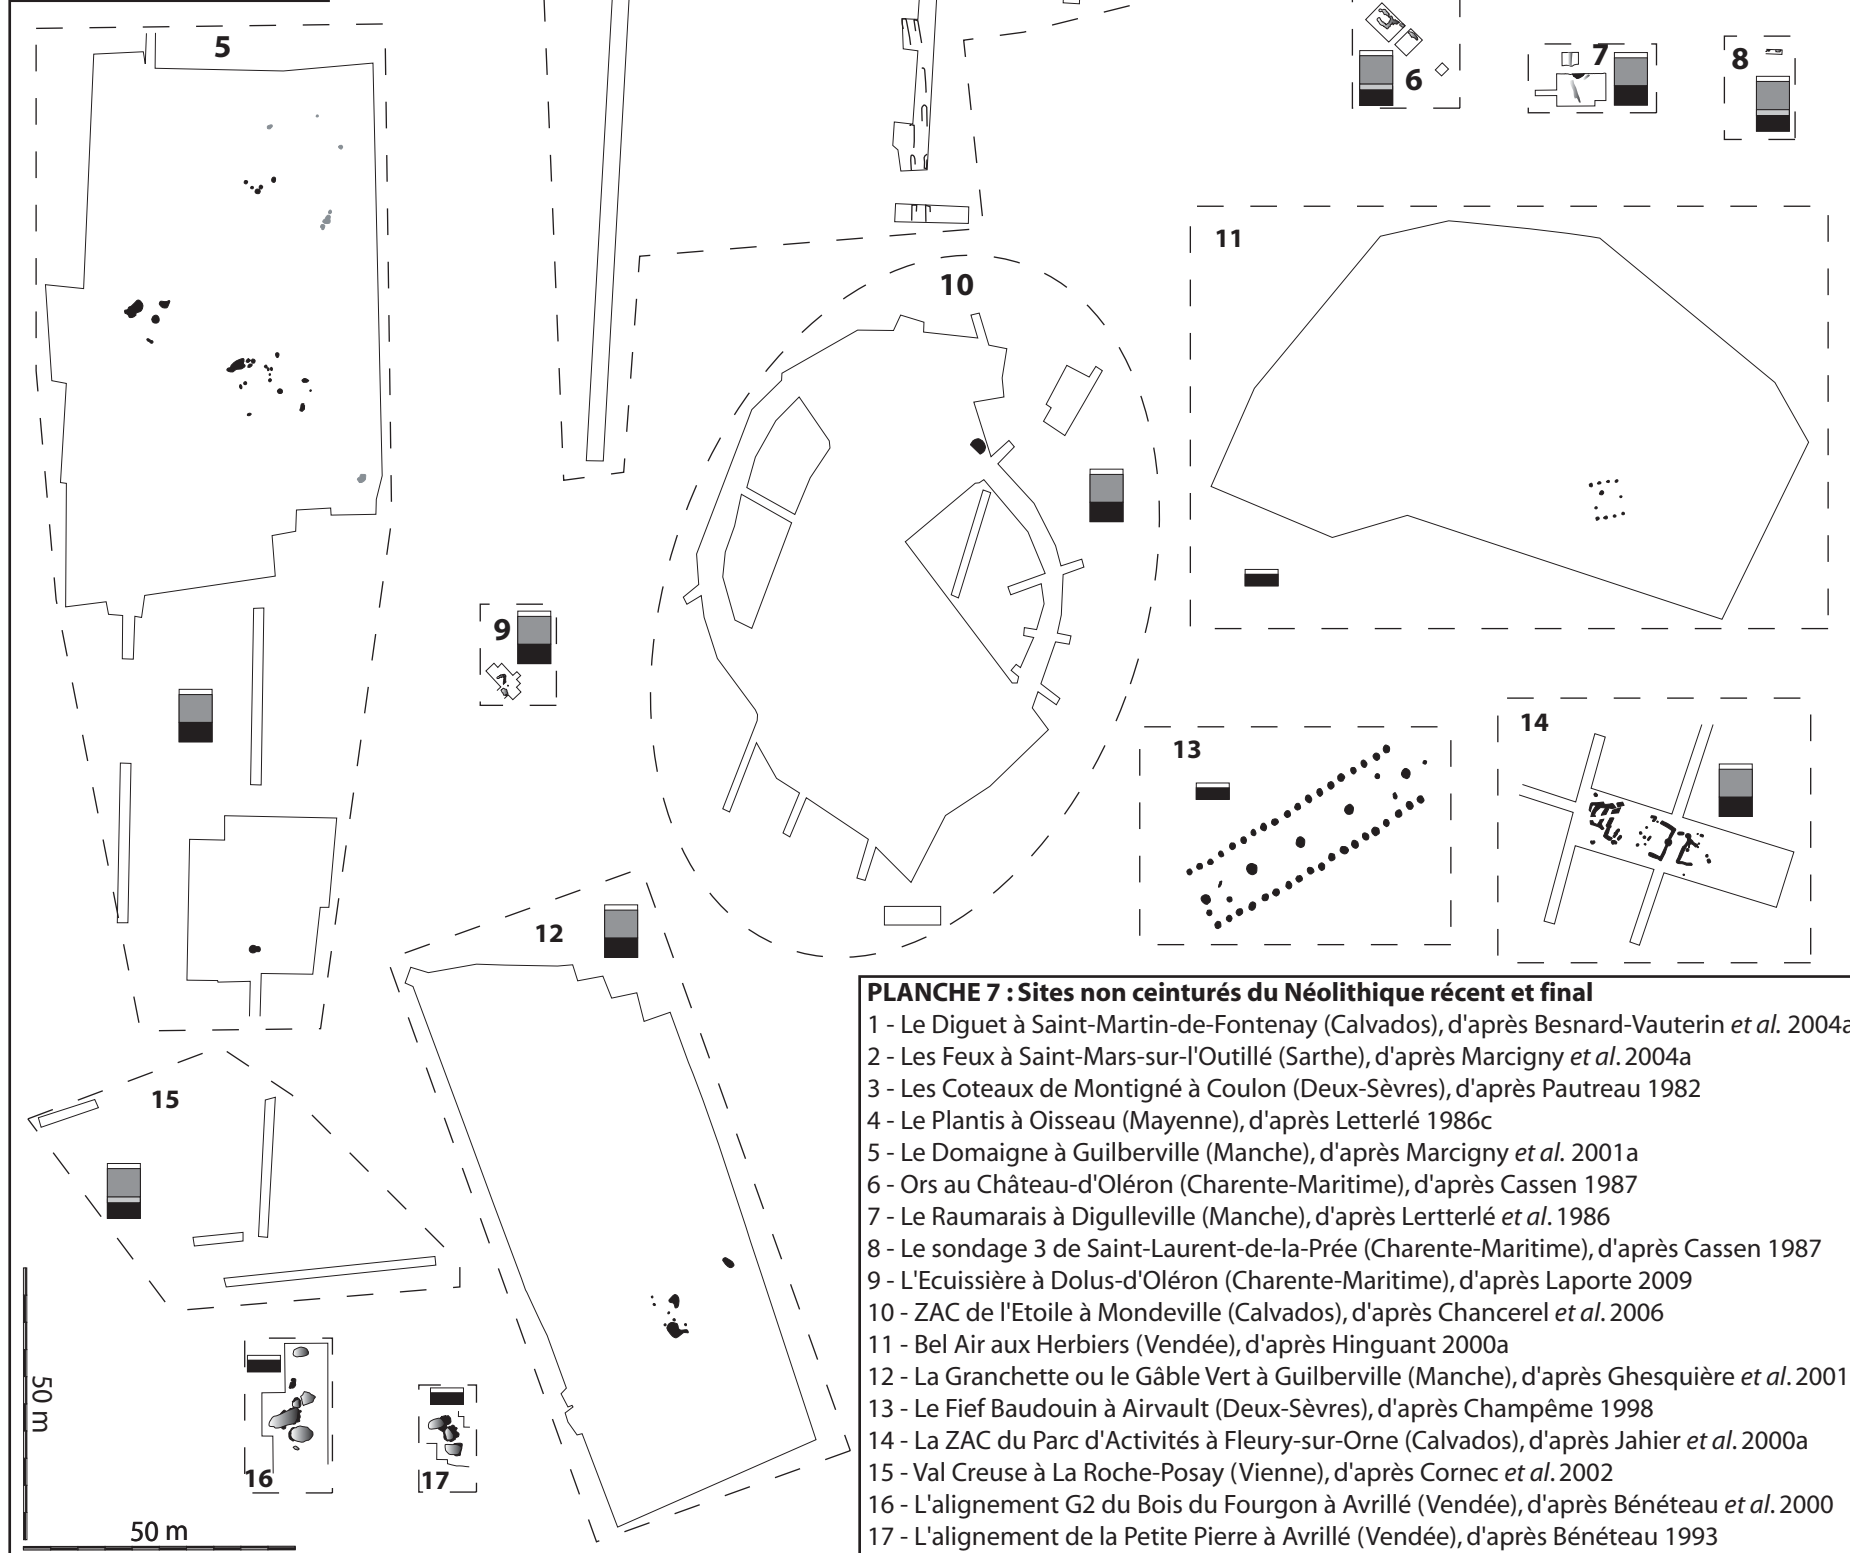 5
6
7
8
11
10
9
13
14
12
15
16
17
50 m
50 m
PLANCHE 7 : Sites non ceinturés du Néolithique récent et final
1 - Le Diguet à Saint-Martin-de-Fontenay (Calvados), d'après Besnard-Vauterin et al. 2004a
2 - Les Feux à Saint-Mars-sur-l'Outillé (Sarthe), d'après Marcigny et al. 2004a
3 - Les Coteaux de Montigné à Coulon (Deux-Sèvres), d'après Pautreau 1982
4 - Le Plantis à Oisseau (Mayenne), d'après Letterlé 1986c
5 - Le Domaigne à Guilberville (Manche), d'après Marcigny et al. 2001a
6 - Ors au Château-d'Oléron (Charente-Maritime), d'après Cassen 1987
7 - Le Raumarais à Digulleville (Manche), d'après Lertterlé et al. 1986
8 - Le sondage 3 de Saint-Laurent-de-la-Prée (Charente-Maritime), d'après Cassen 1987
9 - L'Ecuissière à Dolus-d'Oléron (Charente-Maritime), d'après Laporte 2009
10 - ZAC de l'Etoile à Mondeville (Calvados), d'après Chancerel et al. 2006
11 - Bel Air aux Herbiers (Vendée), d'après Hinguant 2000a
12 - La Granchette ou le Gâble Vert à Guilberville (Manche), d'après Ghesquière et al. 2001
13 - Le Fief Baudouin à Airvault (Deux-Sèvres), d'après Champême 1998
14 - La ZAC du Parc d'Activités à Fleury-sur-Orne (Calvados), d'après Jahier et al. 2000a
15 - Val Creuse à La Roche-Posay (Vienne), d'après Cornec et al. 2002
16 - L'alignement G2 du Bois du Fourgon à Avrillé (Vendée), d'après Bénéteau et al. 2000
17 - L'alignement de la Petite Pierre à Avrillé (Vendée), d'après Bénéteau 1993